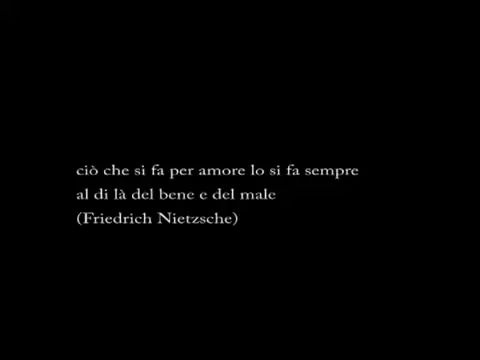 ciò che si fa per amore lo si fa sempre
al di là del bene e del male
(Friedrich Nietzsche)